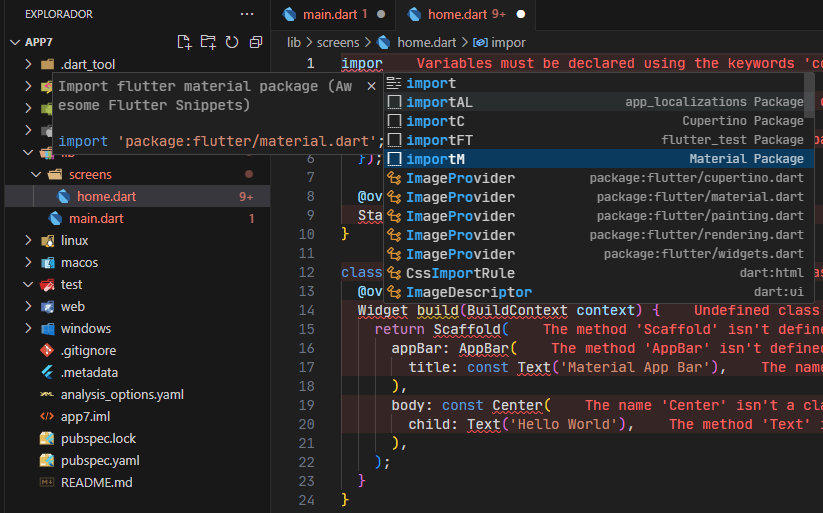 EXPLORADOR
APP7
.dart_tool
Import flutter material package (Aw
esome Flutter Snippets)
import 'package:flutter/material.dart';
lib
screens
home.dart 9+
main.dart 1
linux
macos
test
web
windows
.gitignore
.metadata
analysis_options.yaml
app7.iml
pubspec.lock
pubspec.yaml
README.md
main.dart 1
home.dart 9+
lib > screens > home.dart > impor
1 impor Variables must be declared using the keywords 'co
import
importAL app_localizations Package
importC Cupertino Package
importFT flutter_test Package
importM Material Package
ImageProvider package:flutter/cupertino.dart
ImageProvider package:flutter/material.dart
ImageProvider package:flutter/painting.dart
ImageProvider package:flutter/rendering.dart
ImageProvider package:flutter/widgets.dart
CssImportRule dart:html
ImageDescriptor dart:ui
6 });
7
8 @ov
9 Sta
10 }
11
12 class
13 @ov
14 Widget build(BuildContext context) { Undefined class
15 return Scaffold( The method 'Scaffold' isn't define
16 appBar: AppBar( The method 'AppBar' isn't defined
17 title: const Text('Material App Bar'), The name
18 ),
19 body: const Center( The name 'Center' isn't a cla
20 child: Text('Hello World'), The method 'Text' i
21 ),
22 );
23 }
24 }